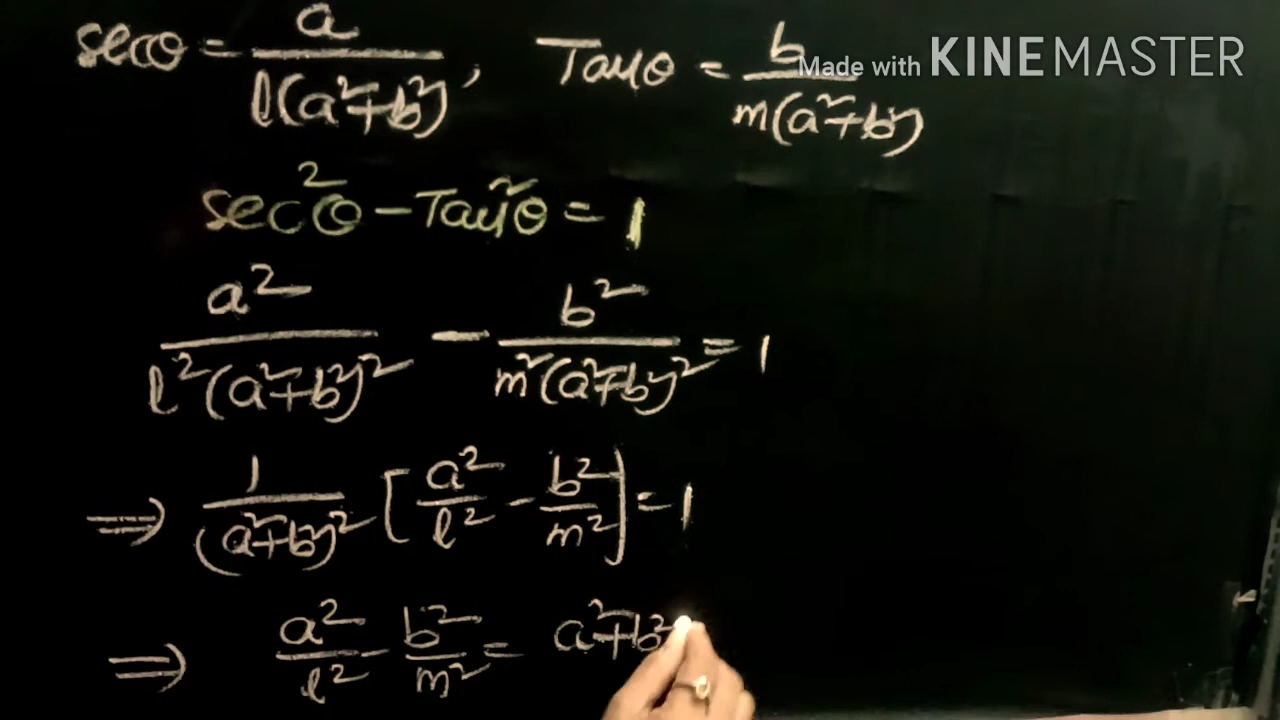 secθ = a / l(a²+b²), Tanθ = b / m(a²+b²)
Made with KINEMASTER
sec²θ - Tan²θ = 1
a² / l²(a²+b²)² - b² / m²(a²+b²)² = 1
⇒ 1 / (a²+b²)² [a²/l² - b²/m²] = 1
⇒ a²/l² - b²/m² = a²+b²